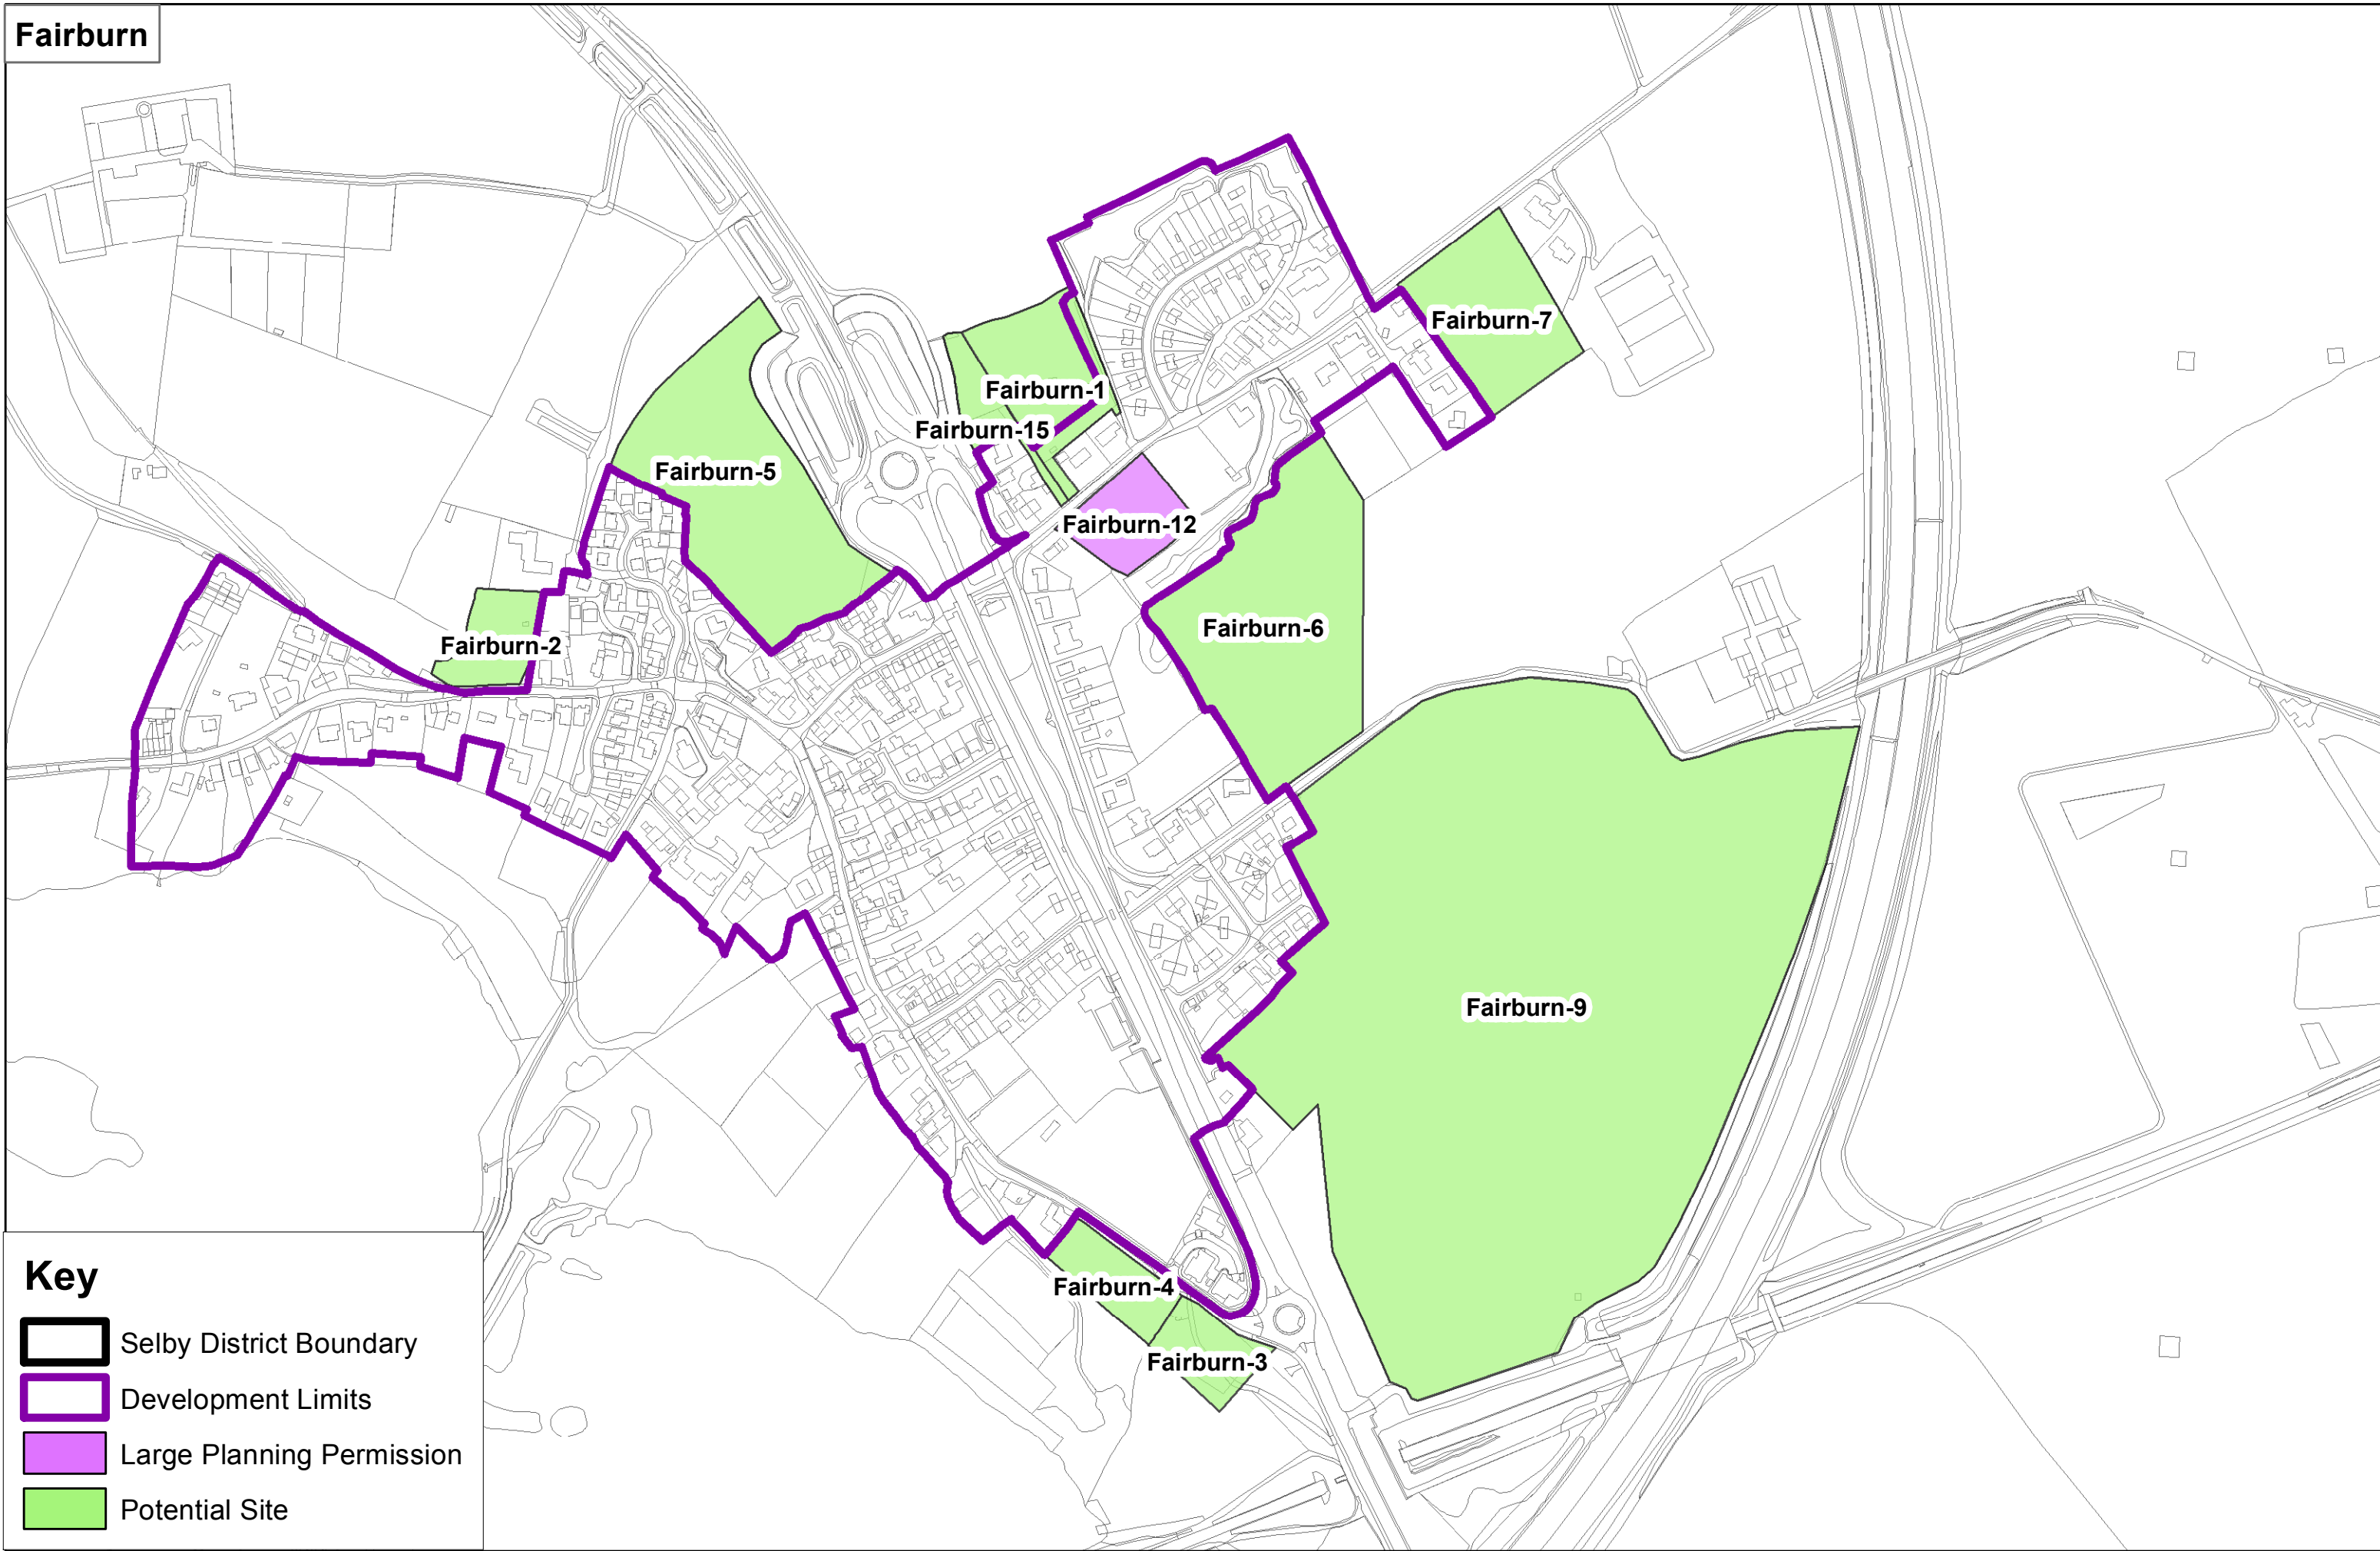 Fairburn
Fairburn-7
Fairburn-1
Fairburn-15
Fairburn-5
Fairburn-12
Fairburn-6
Fairburn-2
Fairburn-9
Fairburn-4
Fairburn-3
Key
Selby District Boundary
Development Limits
Large Planning Permission
Potential Site